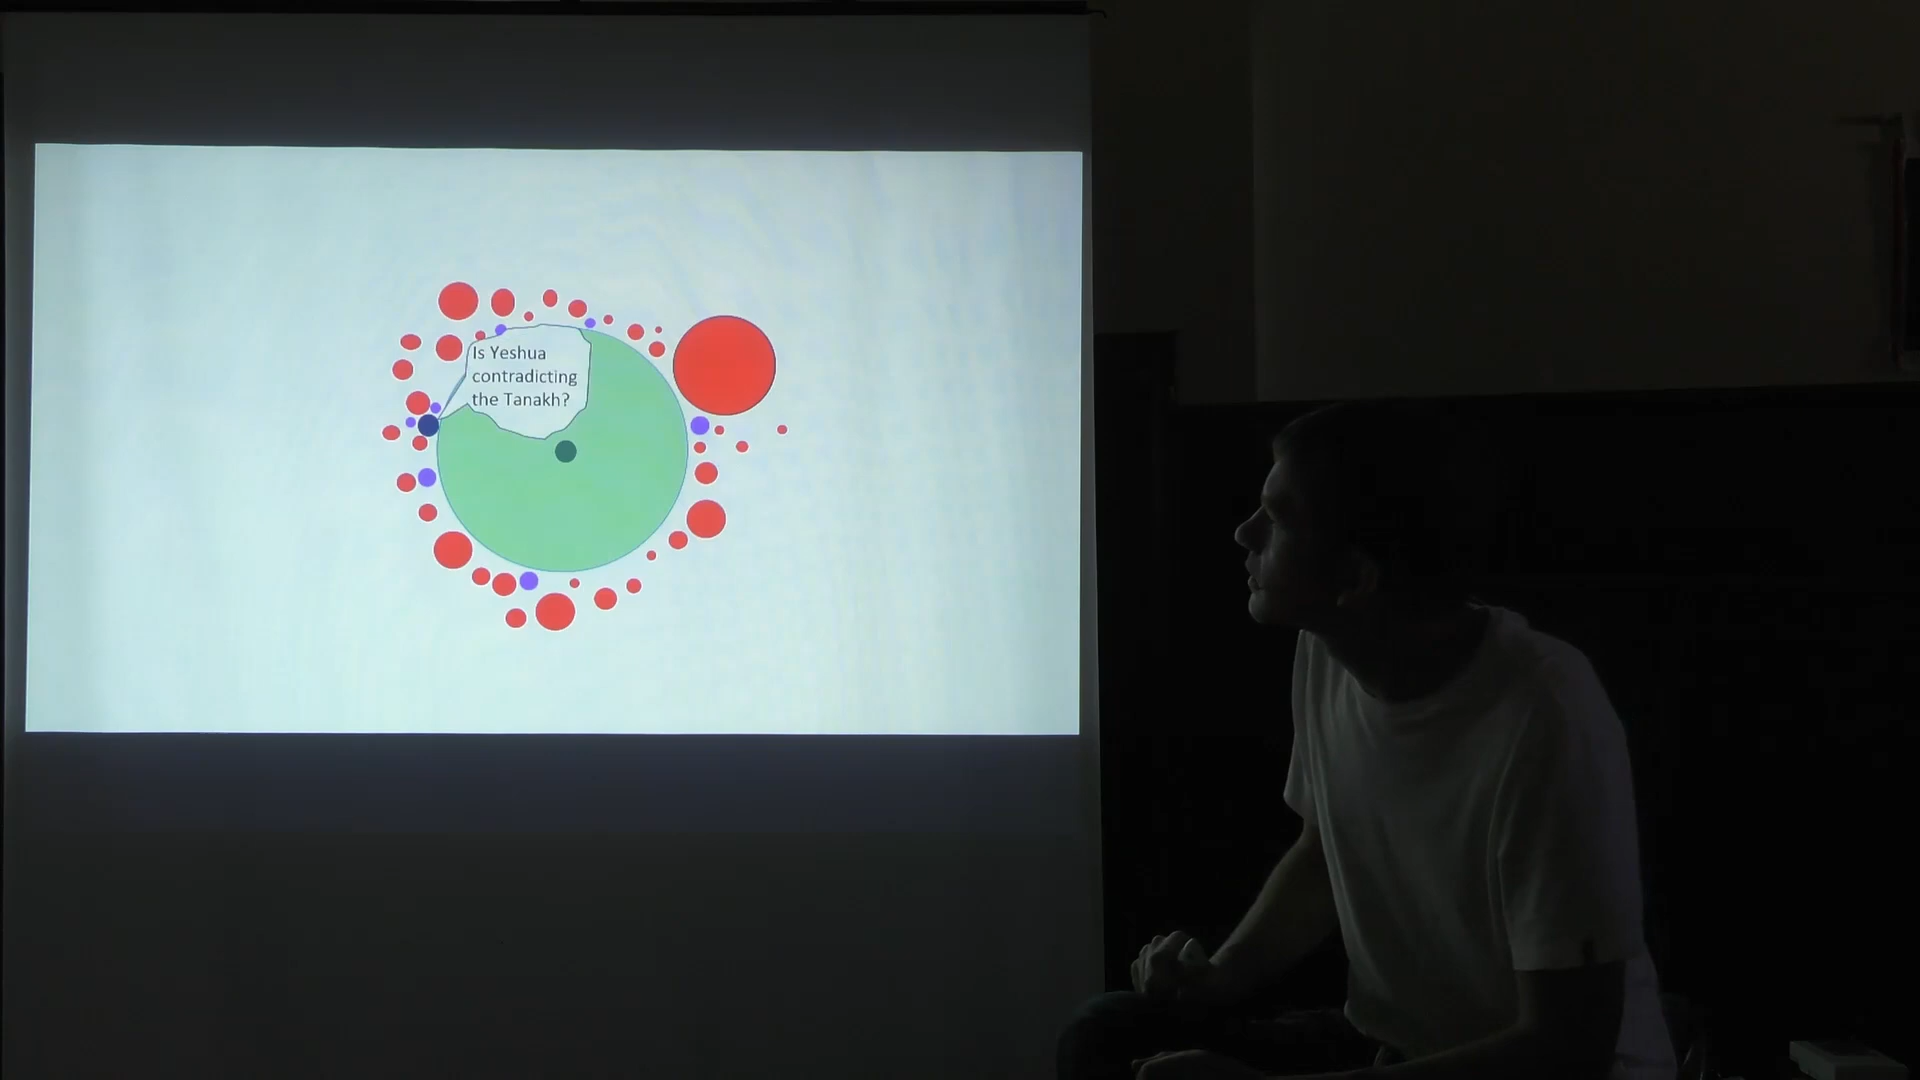 Is Yeshua
contradicting
the Tanakh?